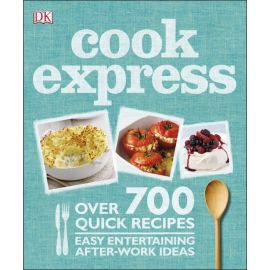 DK
cook
express
OVER 700
QUICK RECIPES
EASY ENTERTAINING
AFTER-WORK IDEAS